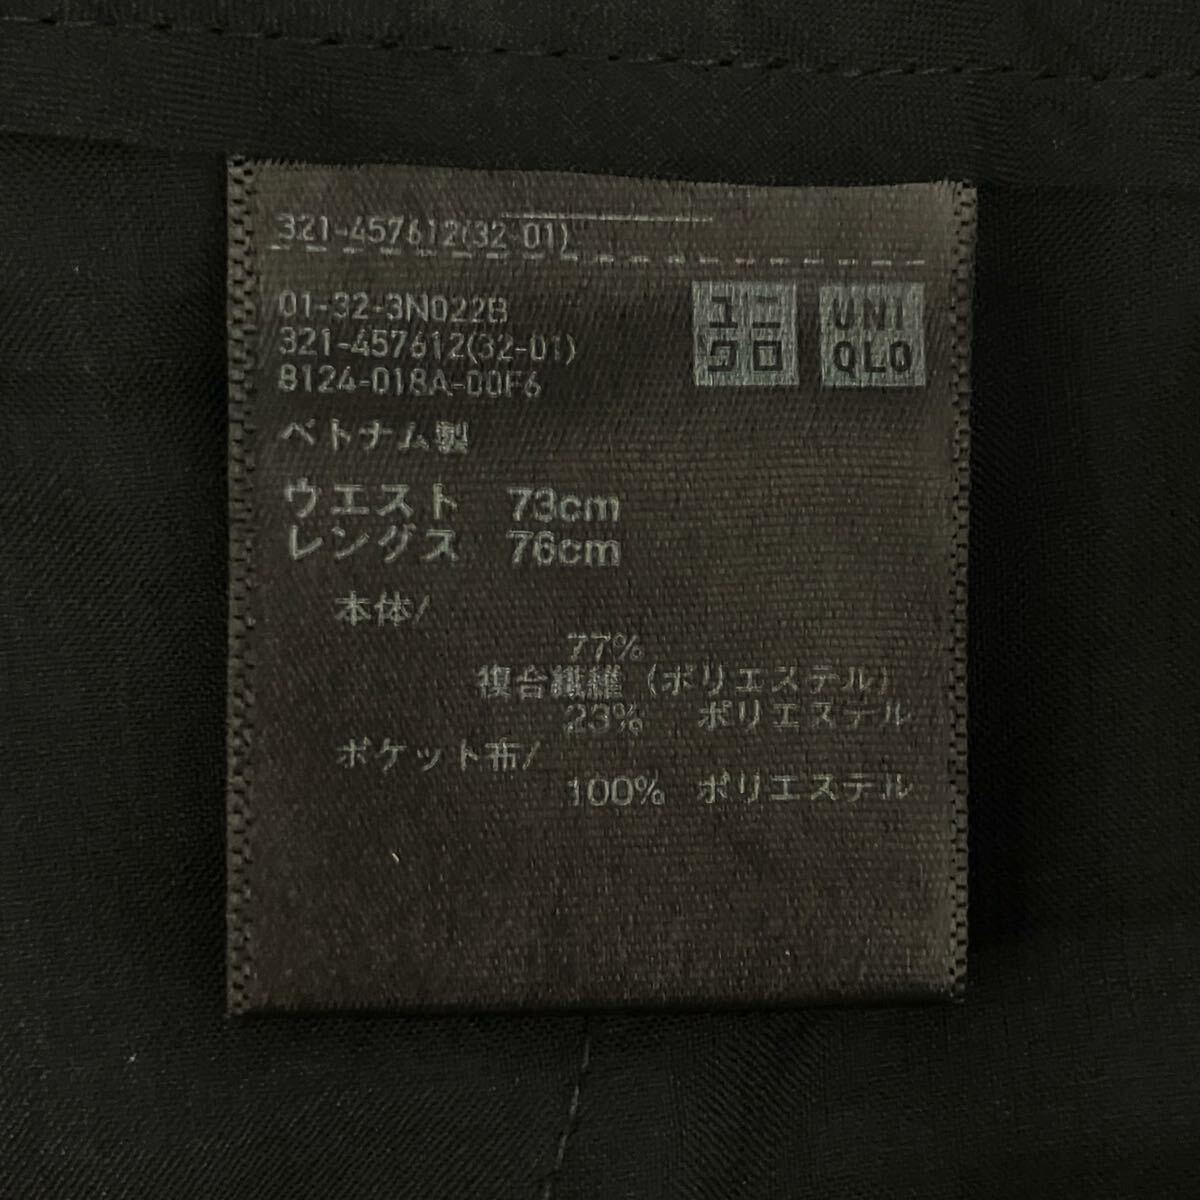 321-457612(32-01)
01-32-3N022B
321-457612(32-01)
8124-018A-00F6
ユニ
クロ
UNI
QLO
ベトナム製
ウエスト 73cm
レングス 76cm
本体/
77%
複合繊維 (ポリエステル)
23% ポリエステル
ポケット布/
100% ポリエステル